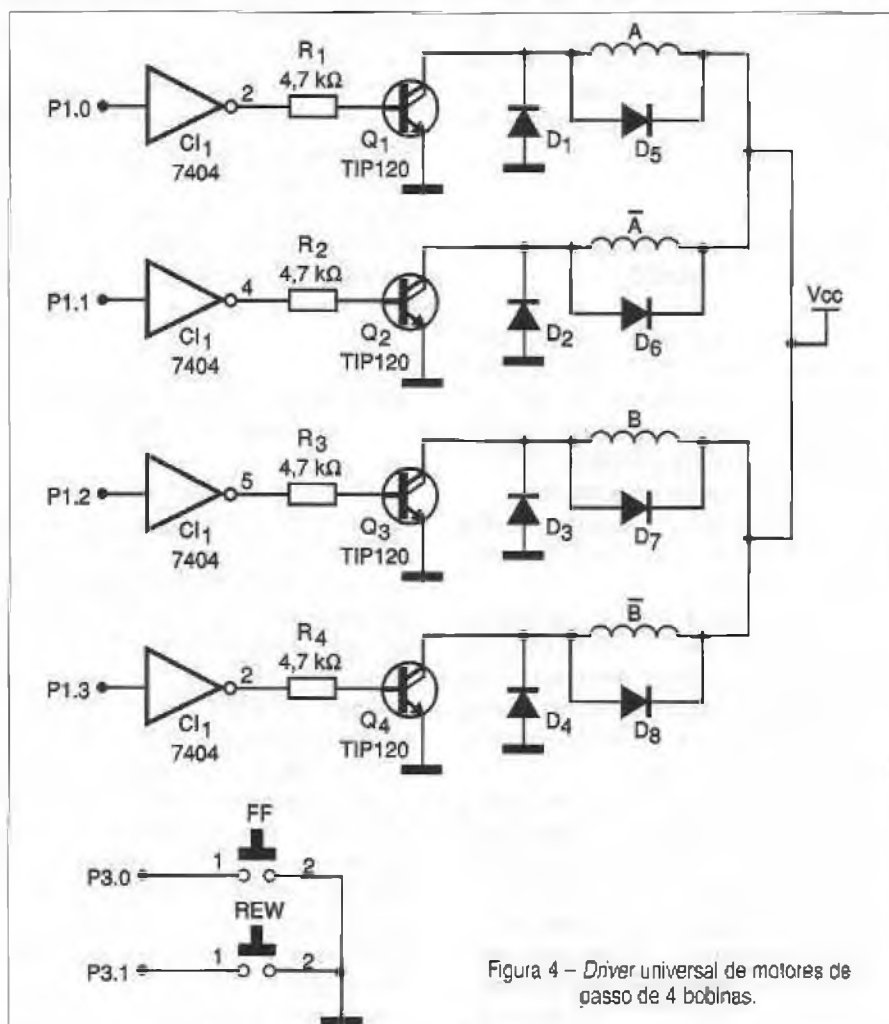 R1
4,7 kΩ
P1.0
2
CI1
7404
Q1
TIP120
D1
A
D5
R2
4,7 kΩ
P1.1
4
CI1
7404
Q2
TIP120
D2
A̅
D6
Vcc
R3
4,7 kΩ
P1.2
5
CI1
7404
Q3
TIP120
D3
B
D7
R4
4,7 kΩ
P1.3
2
CI1
7404
Q4
TIP120
D4
B̅
D8
FF
P3.0
1
2
REW
P3.1
1
2
Figura 4 – Driver universal de motores de
passo de 4 bobinas.